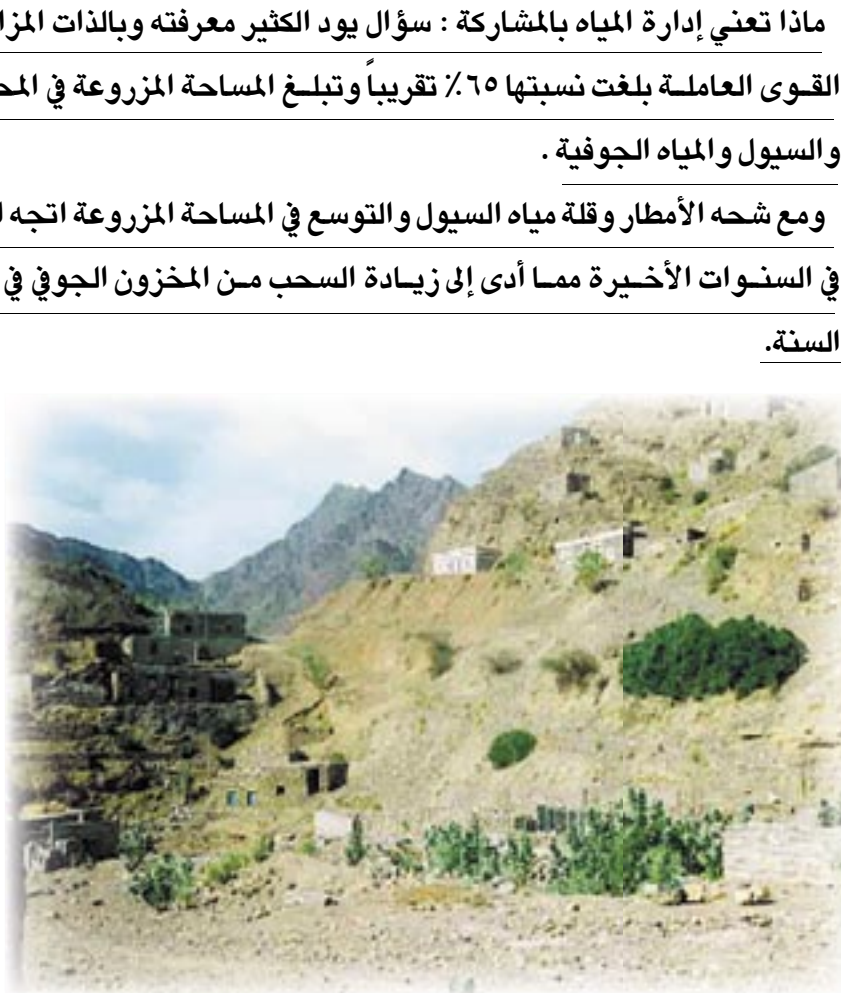 ماذا تعني إدارة المياه بالمشاركة : سؤال يود الكثير معرفته وبالذات
القوى العاملة بلغت نسبتها ٦٥٪ تقريباً وتبلغ المساحة المزروعة في
والسيول والمياه الجوفية .
ومع شحه الأمطار وقلة مياه السيول والتوسع في المساحة المزروعة اتجه
في السنوات الأخيرة مما أدى إلى زيادة السحب من المخزون الجوفي في
السنة.